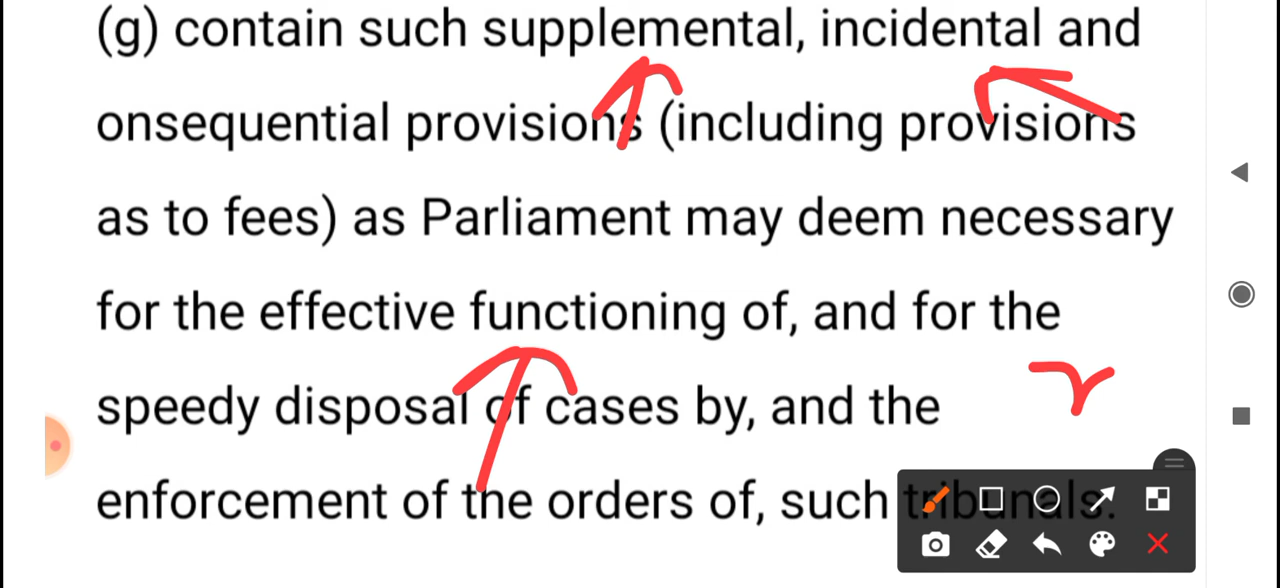 (g) contain such supplemental, incidental and
onsequential provisions (including provisions
as to fees) as Parliament may deem necessary
for the effective functioning of, and for the
speedy disposal of cases by, and the
enforcement of the orders of, such tribunals.